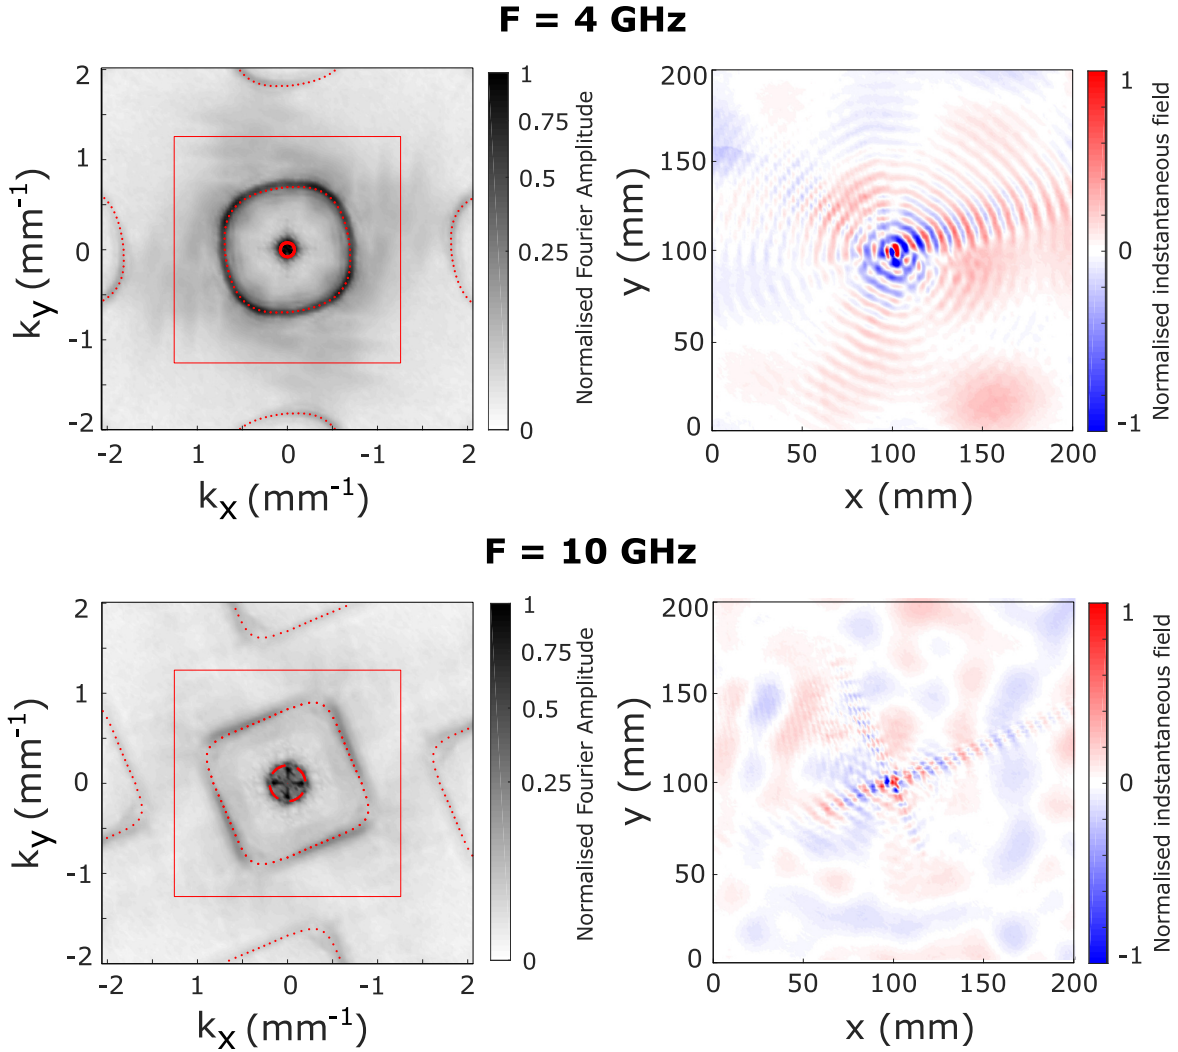 F = 4 GHz
2
1
0
-1
-2
2 1 0 -1 2
k_y (mm⁻¹)
k_x (mm⁻¹)
1
0.75
0.5
0.25
0
Normalised Fourier Amplitude
200
150
100
50
0
0 50 100 150 200
y (mm)
x (mm)
1
0
-1
Normalised indstantaneous field
F = 10 GHz
2
1
0
-1
-2
-2 1 0 -1 2
k_y (mm⁻¹)
k_x (mm⁻¹)
1
0.75
0.5
0.25
0
Normalised Fourier Amplitude
200
150
100
50
0
0 50 100 150 200
y (mm)
x (mm)
1
0
-1
Normalised indstantaneous field